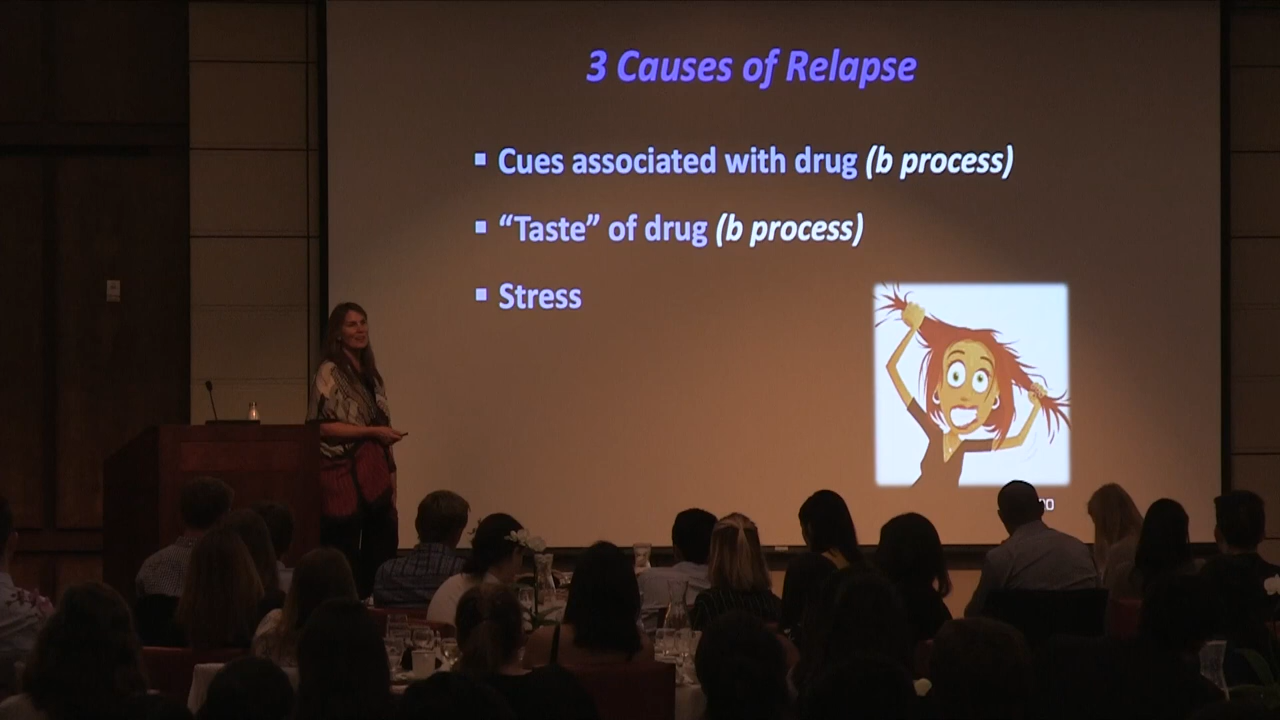 3 Causes of Relapse
▪ Cues associated with drug (b process)
▪ “Taste” of drug (b process)
▪ Stress